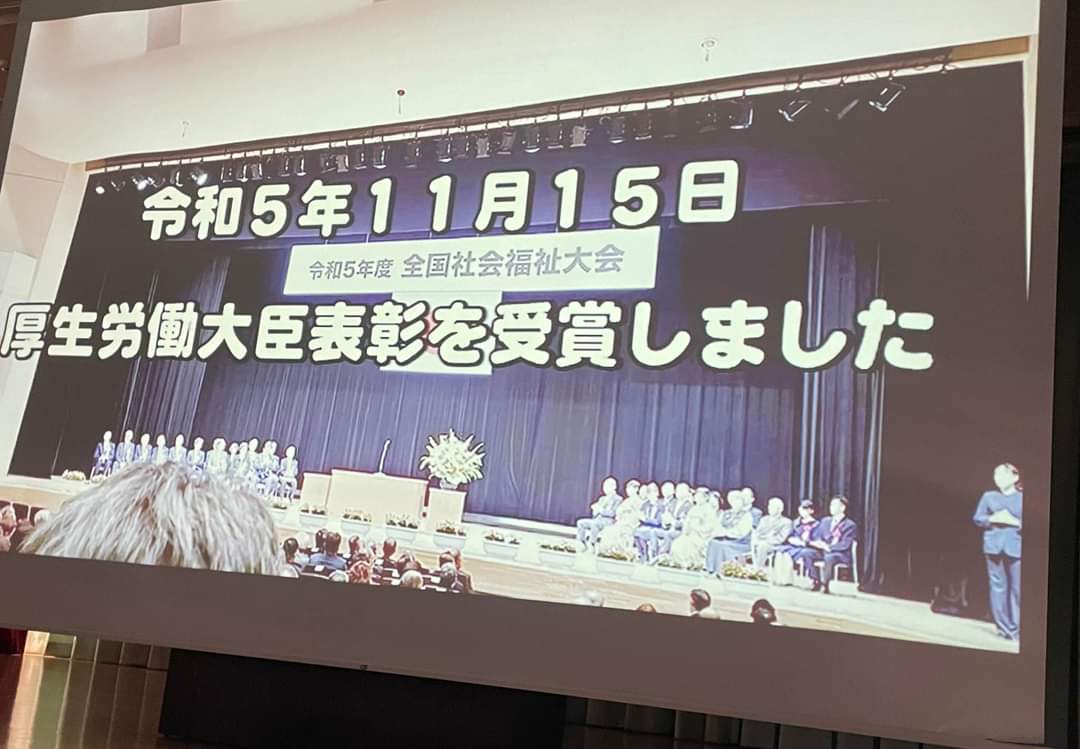 令和5年11月15日
令和5年度 全国社会福祉大会
厚生労働大臣表彰を受賞しました